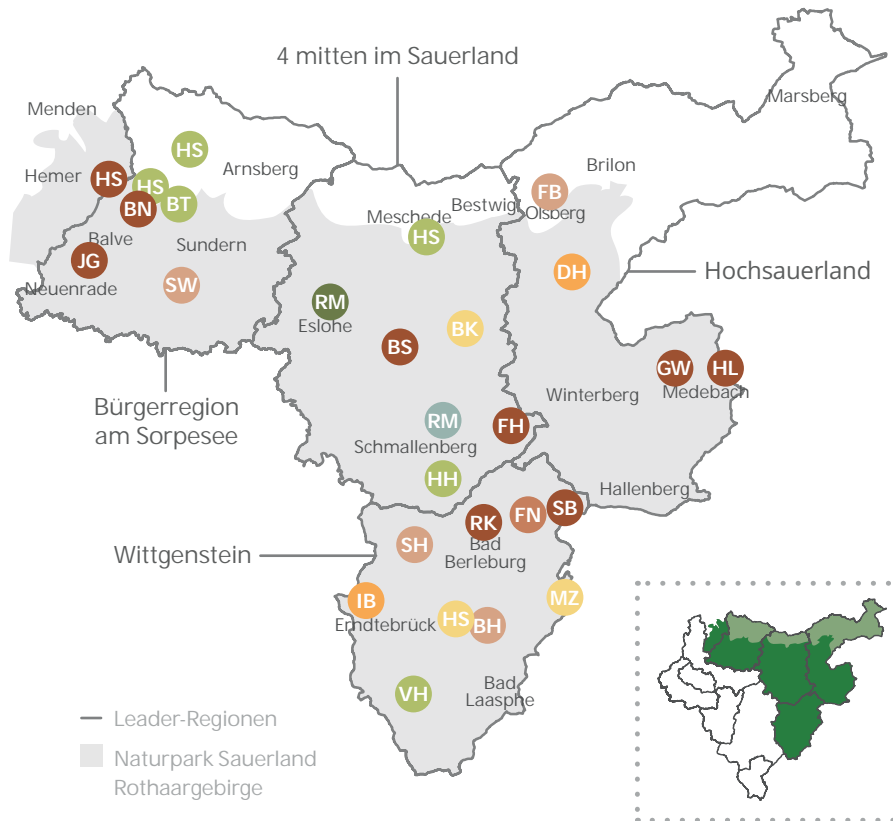 4 mitten im Sauerland
Marsberg
Menden
HS
Arnsberg
Brilon
Hemer
HS
HS
FB
BN
BT
Bestwig
Olsberg
Meschede
HS
Balve
Sundern
JG
DH
Hochsauerland
Neuenrade
SW
RM
Eslohe
BK
BS
GW
HL
Winterberg
Medebach
Bürgerregion
am Sorpesee
RM
FH
Schmallenberg
HH
Hallenberg
SB
FN
RK
SH
Bad
Berleburg
Wittgenstein
IB
MZ
Erndtebrück
HS
BH
VH
Bad
Laasphe
Leader-Regionen
Naturpark Sauerland
Rothaargebirge